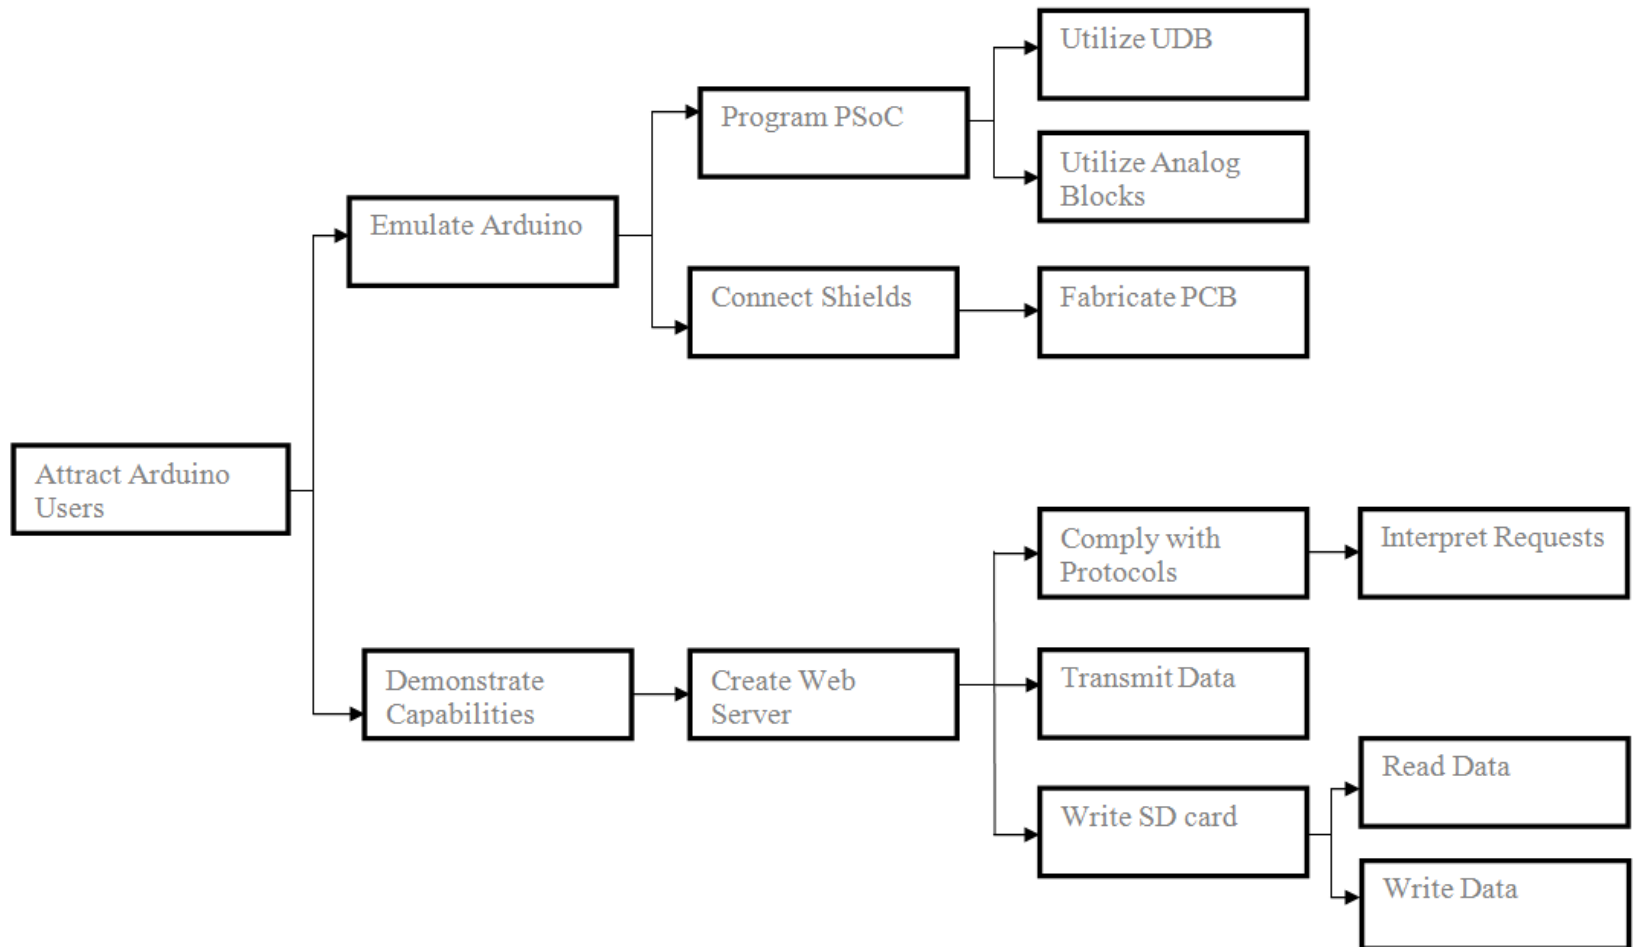 Utilize UDB
Program PSoC
Utilize Analog
Blocks
Emulate Arduino
Connect Shields
Fabricate PCB
Attract Arduino
Users
Comply with
Protocols
Interpret Requests
Demonstrate
Capabilities
Create Web
Server
Transmit Data
Write SD card
Read Data
Write Data